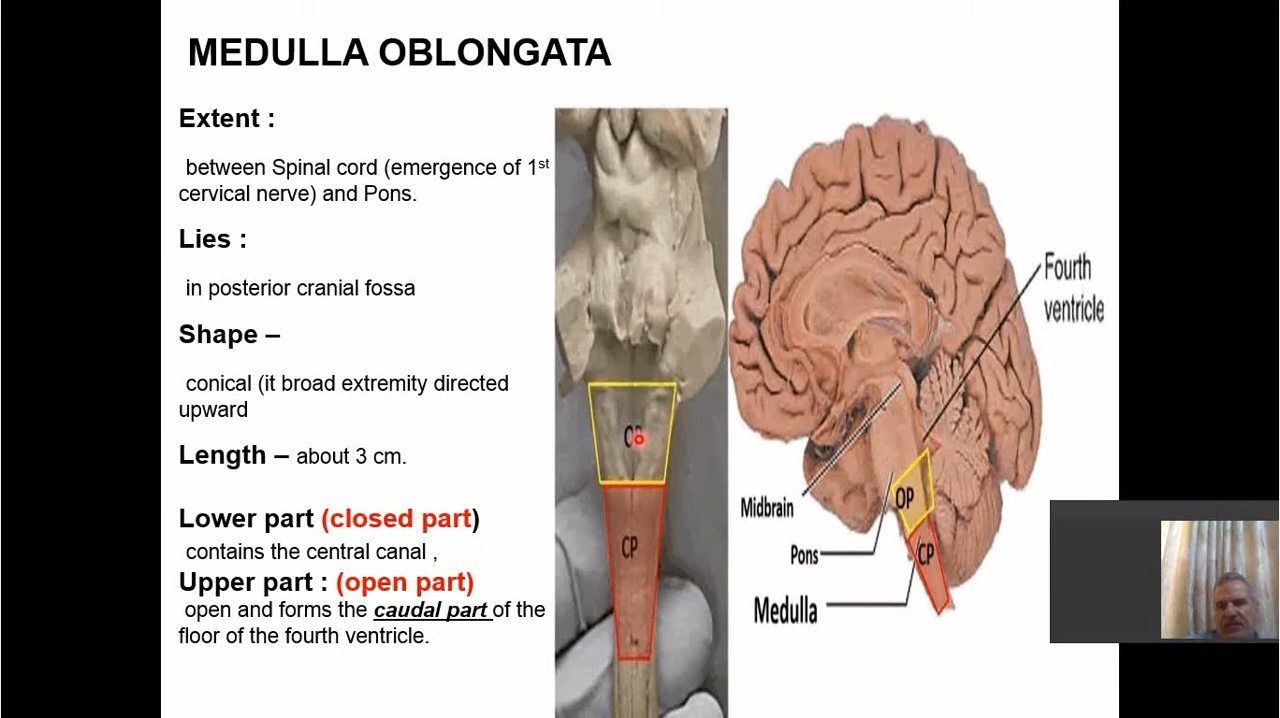 MEDULLA OBLONGATA
Extent :
between Spinal cord (emergence of 1st
cervical nerve) and Pons.
Lies :
in posterior cranial fossa
Shape –
conical (it broad extremity directed
upward
Length – about 3 cm.
Lower part (closed part)
contains the central canal ,
Upper part : (open part)
open and forms the caudal part of the
floor of the fourth ventricle.
CP
Fourth
ventricle
Midbrain
OP
Pons
CP
Medulla